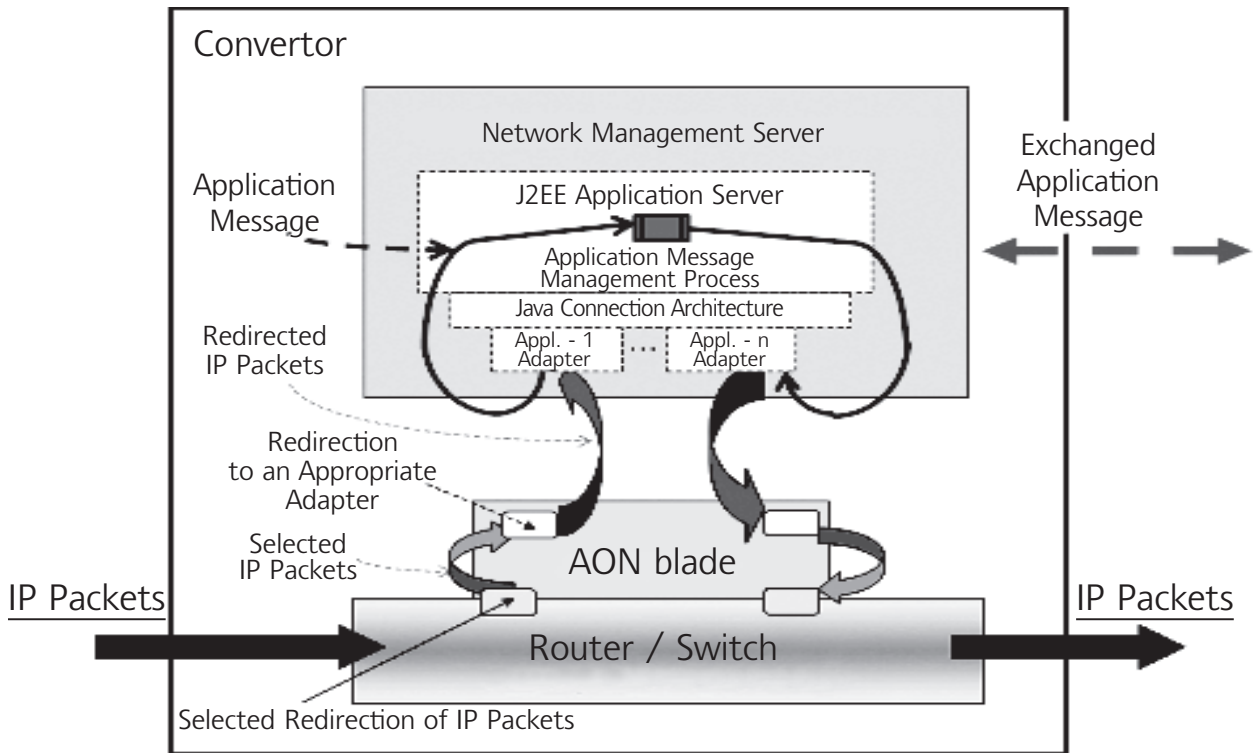 Convertor
Network Management Server
Exchanged
Application
Message
Application
Message
J2EE Application Server
Application Message
Management Process
Java Connection Architecture
Redirected
IP Packets
Appl. - 1
Adapter
...
Appl. - n
Adapter
Redirection
to an Appropriate
Adapter
Selected
IP Packets
AON blade
IP Packets
IP Packets
Router / Switch
Selected Redirection of IP Packets